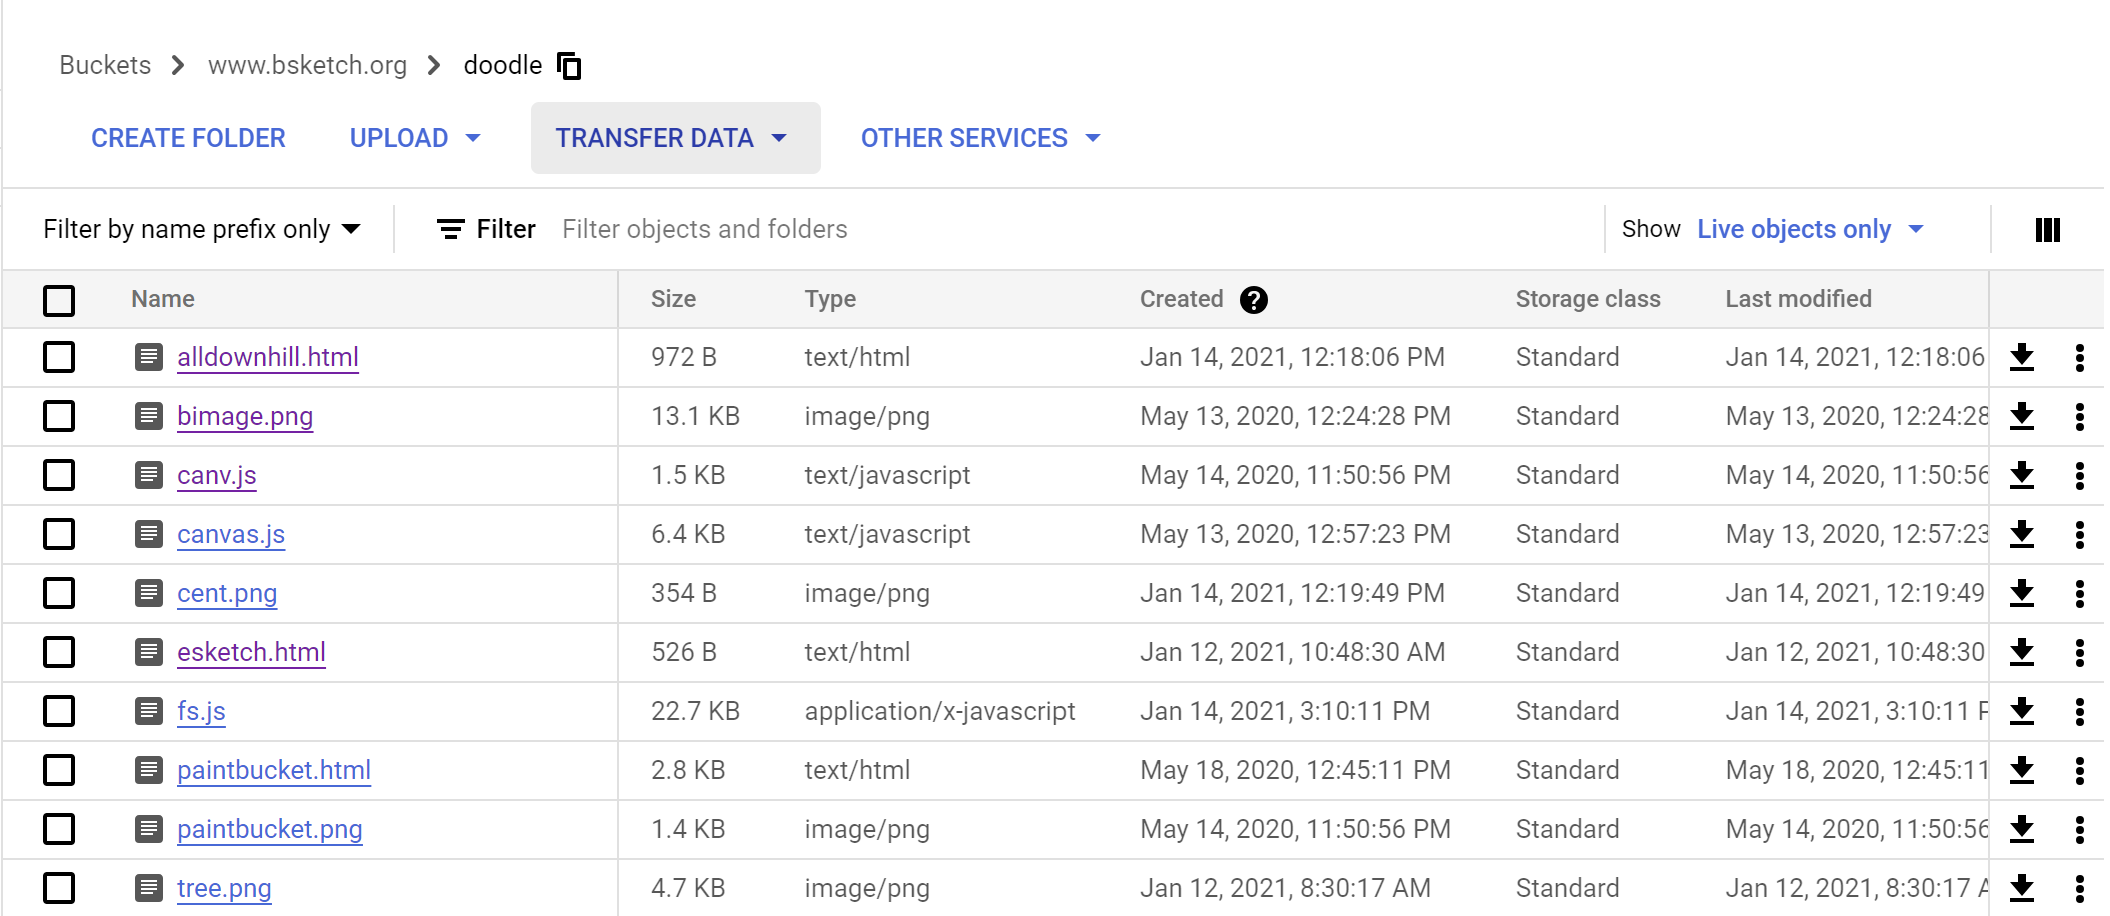 Buckets > www.bsketch.org > doodle
CREATE FOLDER UPLOAD TRANSFER DATA OTHER SERVICES
Filter by name prefix only Filter Filter objects and folders Show Live objects only
Name Size Type Created ? Storage class Last modified
alldownhill.html 972 B text/html Jan 14, 2021, 12:18:06 PM Standard Jan 14, 2021, 12:18:06
bimage.png 13.1 KB image/png May 13, 2020, 12:24:28 PM Standard May 13, 2020, 12:24:28
canv.js 1.5 KB text/javascript May 14, 2020, 11:50:56 PM Standard May 14, 2020, 11:50:56
canvas.js 6.4 KB text/javascript May 13, 2020, 12:57:23 PM Standard May 13, 2020, 12:57:23
cent.png 354 B image/png Jan 14, 2021, 12:19:49 PM Standard Jan 14, 2021, 12:19:49
esketch.html 526 B text/html Jan 12, 2021, 10:48:30 AM Standard Jan 12, 2021, 10:48:30
fs.js 22.7 KB application/x-javascript Jan 14, 2021, 3:10:11 PM Standard Jan 14, 2021, 3:10:11
paintbucket.html 2.8 KB text/html May 18, 2020, 12:45:11 PM Standard May 18, 2020, 12:45:11
paintbucket.png 1.4 KB image/png May 14, 2020, 11:50:56 PM Standard May 14, 2020, 11:50:56
tree.png 4.7 KB image/png Jan 12, 2021, 8:30:17 AM Standard Jan 12, 2021, 8:30:17